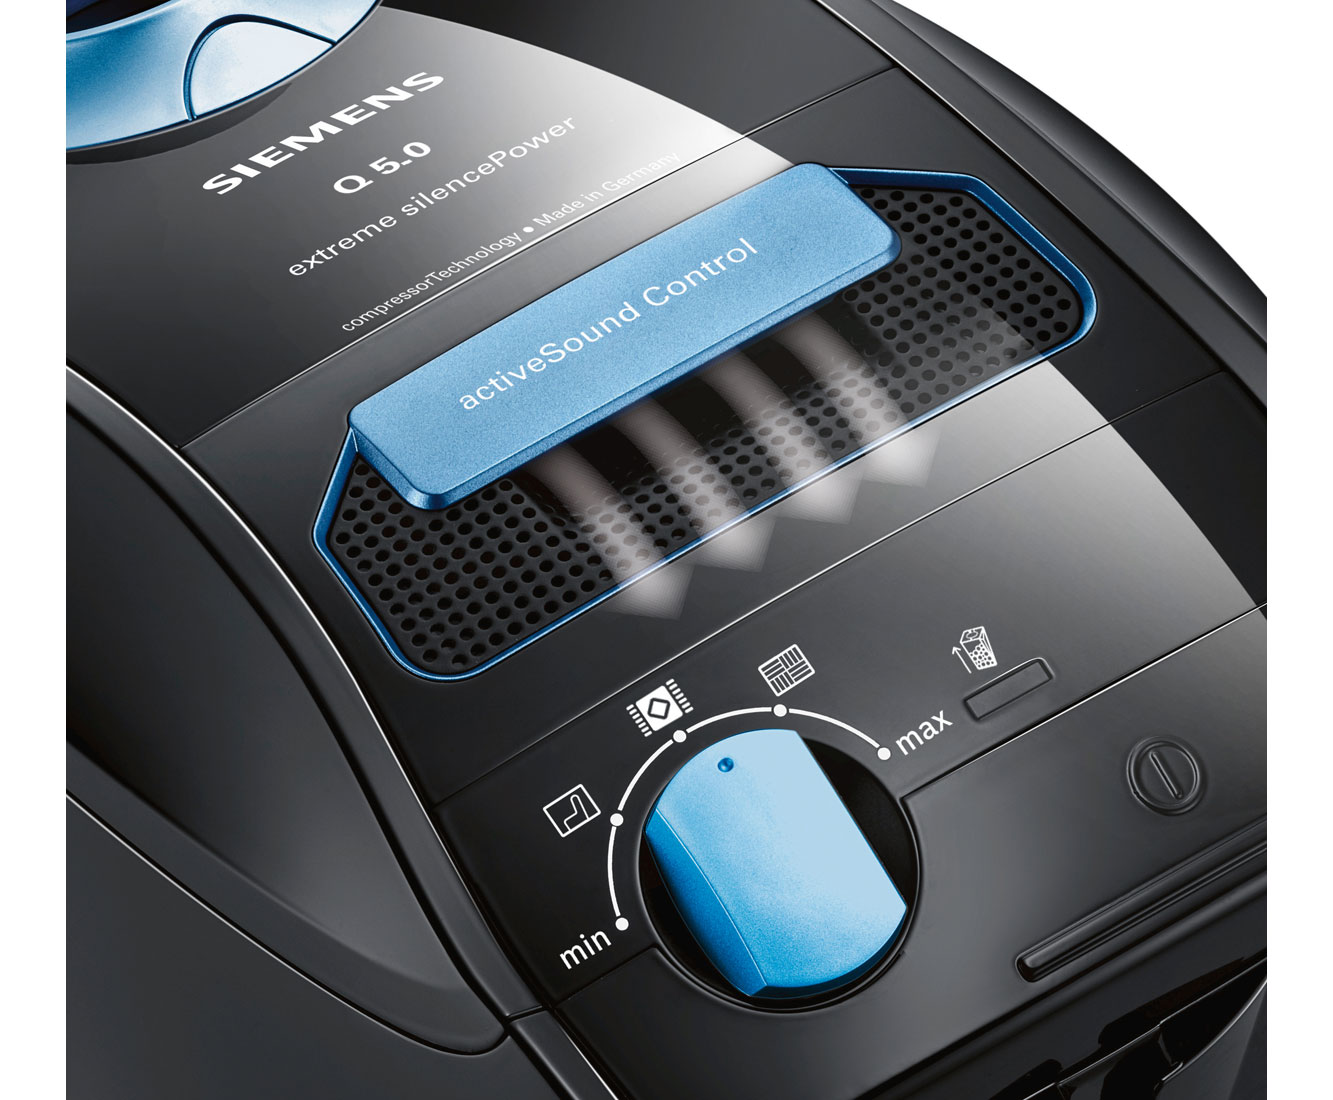 SIEMENS
Q 5.0
extreme silencePower
compressorTechnology • Made in Germany
activeSound Control
min
max